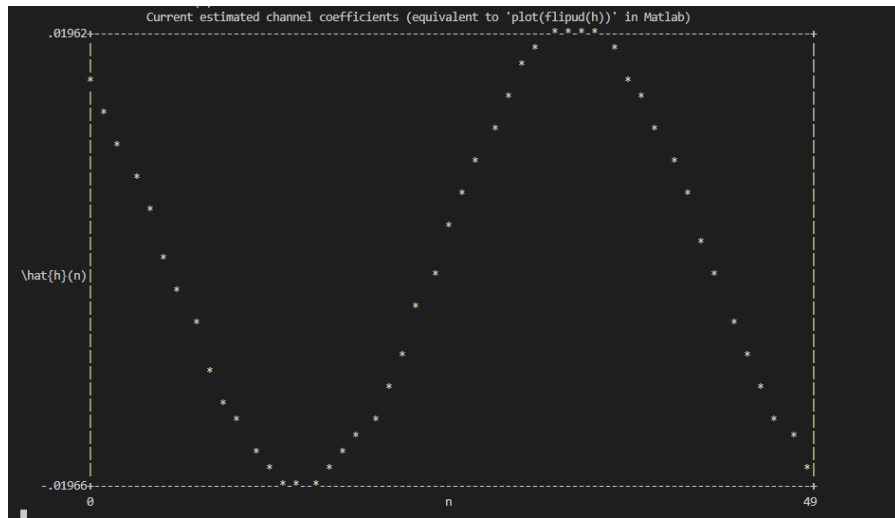 Current estimated channel coefficients (equivalent to 'plot(flipud(h))' in Matlab)
.01962
\hat{h}(n)
-.01966
0 n 49